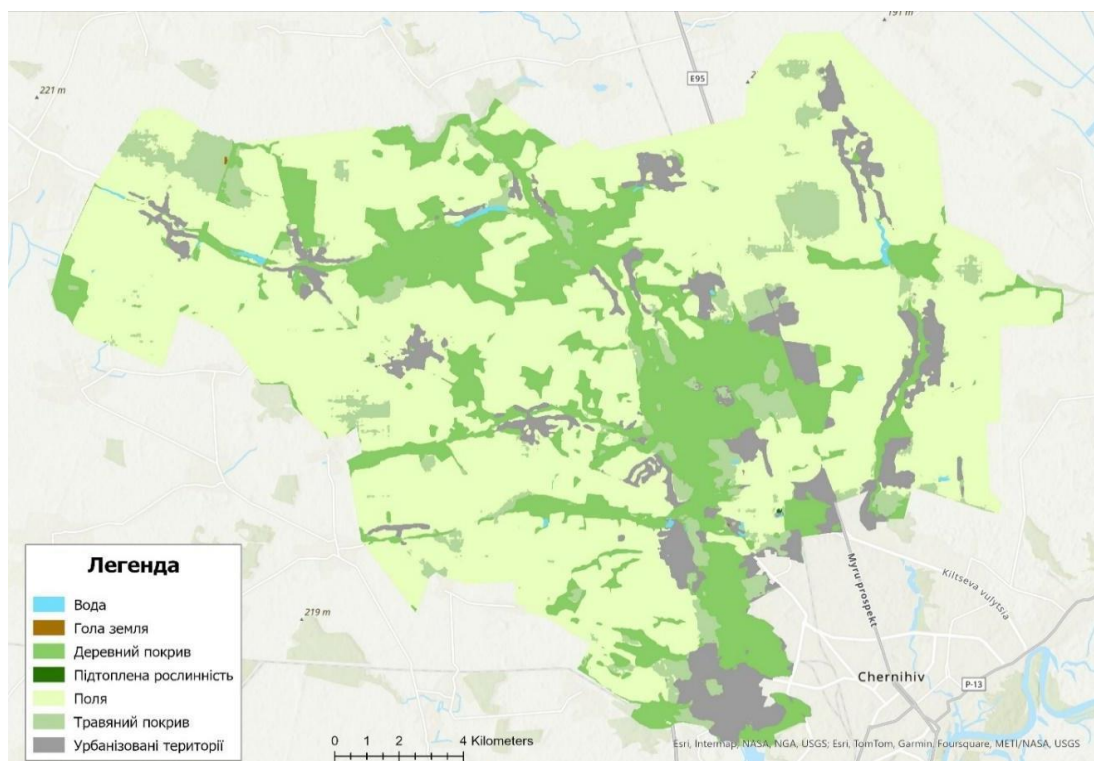 191 m
E95
221 m
219 m
Myru prospekt
Kiltseva vulytsia
Chernihiv
P-13
Легенда
Вода
Гола земля
Деревний покрив
Підтоплена рослинність
Поля
Травяний покрив
Урбанізовані території
0 1 2 4 Kilometers
Esri, Intermap, NASA, NGA, USGS; Esri, TomTom, Garmin, Foursquare, METI/NASA, USGS